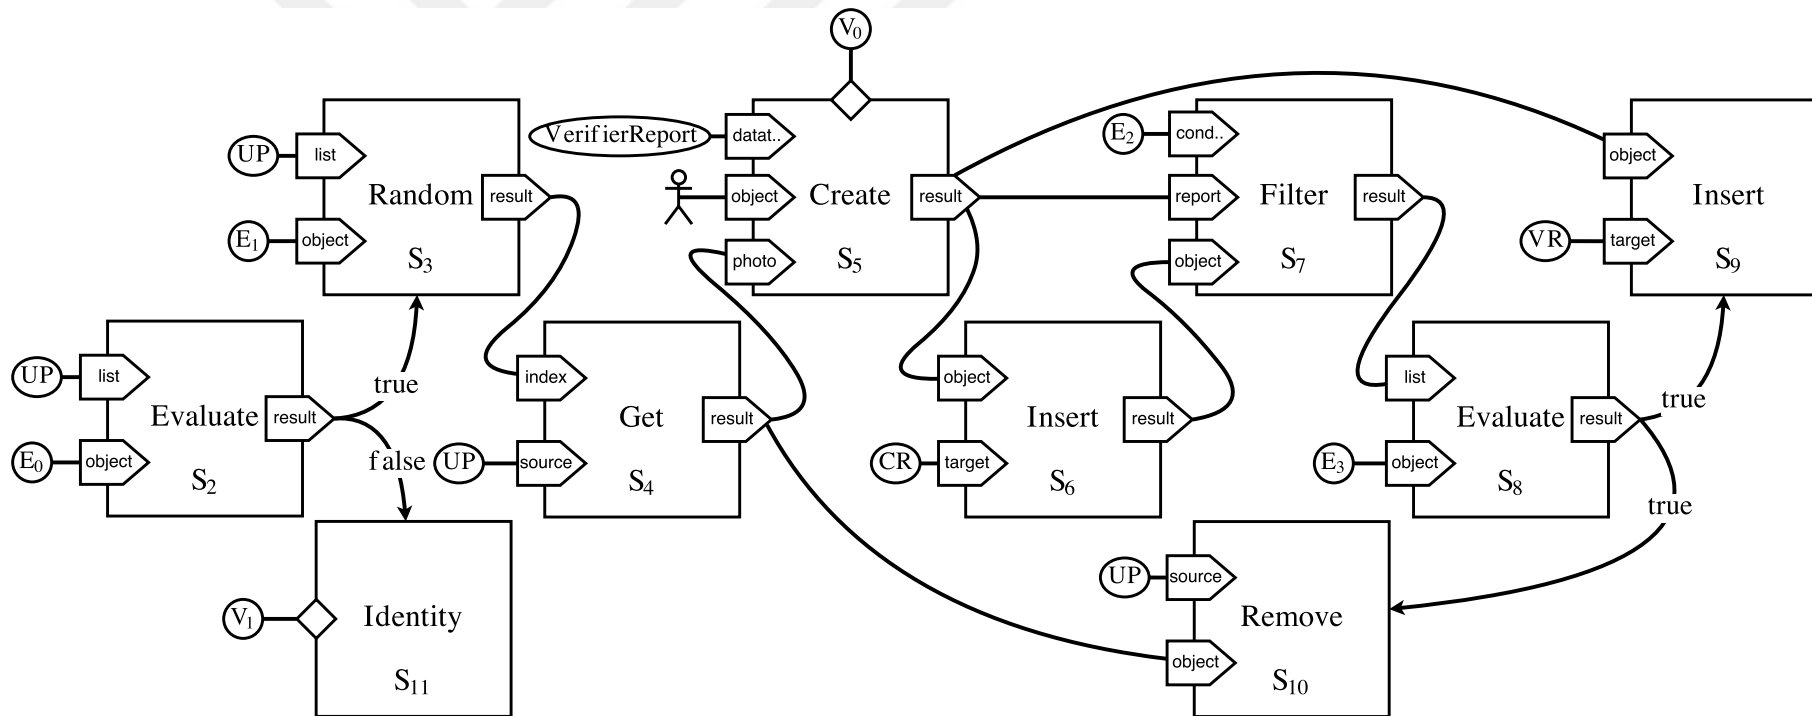 V0
VerifierReport
datat..
object
photo
Create
result
S5
UP
list
E1
object
Random
result
S3
E2
cond..
report
object
Filter
result
S7
object
VR
target
Insert
S9
UP
list
E0
object
Evaluate
result
S2
true
false
index
UP
source
Get
result
S4
object
CR
target
Insert
result
S6
list
E3
object
Evaluate
result
S8
true
true
V1
Identity
S11
UP
source
object
Remove
S10